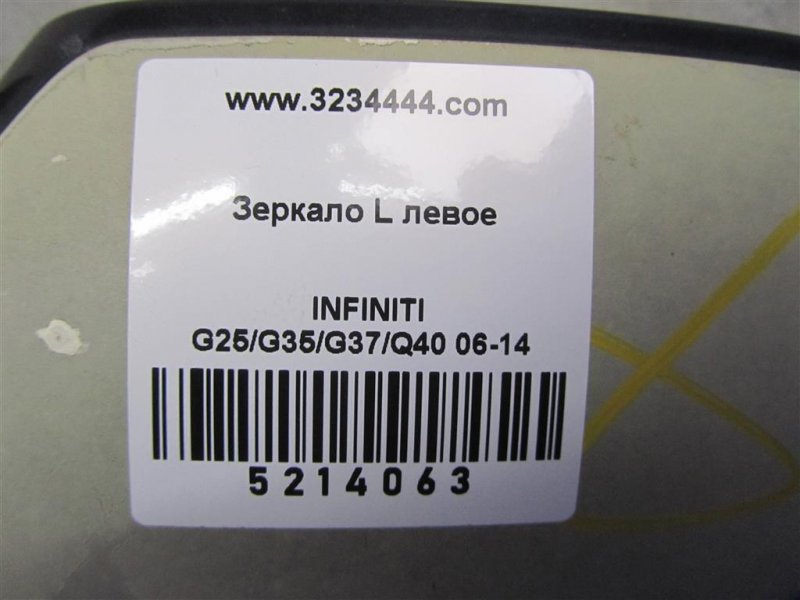 www.3234444.com
Зеркало L левое
INFINITI
G25/G35/G37/Q40 06-14
5214063